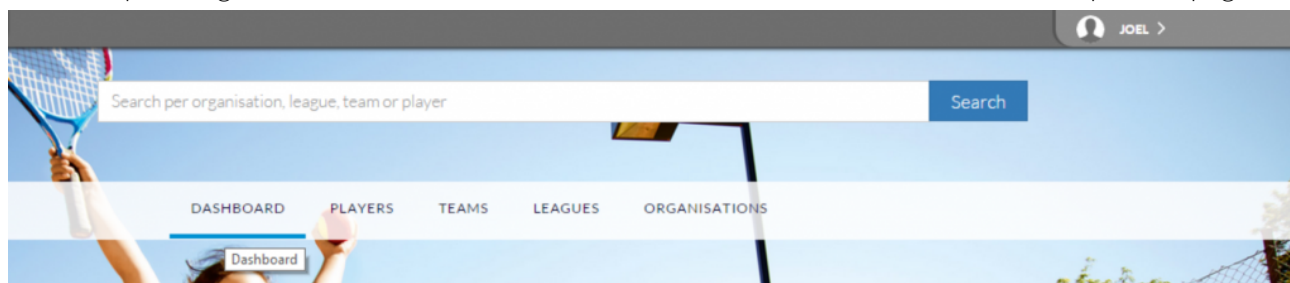 JOEL >
Search per organisation, league, team or player
Search
DASHBOARD PLAYERS TEAMS LEAGUES ORGANISATIONS
Dashboard